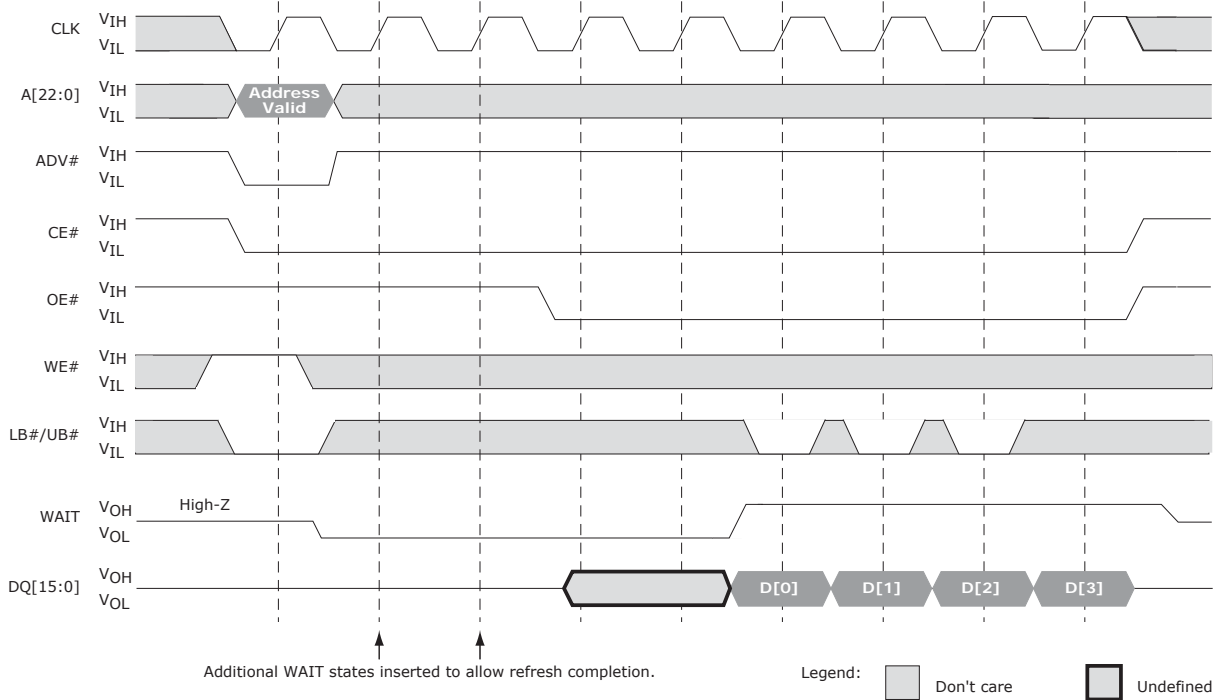 CLK VIH
VIL
A[22:0] VIH
VIL
Address
Valid
ADV# VIH
VIL
CE# VIH
VIL
OE# VIH
VIL
WE# VIH
VIL
LB#/UB# VIH
VIL
WAIT VOH
VOL
High-Z
DQ[15:0] VOH
VOL
D[0] D[1] D[2] D[3]
Additional WAIT states inserted to allow refresh completion.
Legend: Don't care Undefined